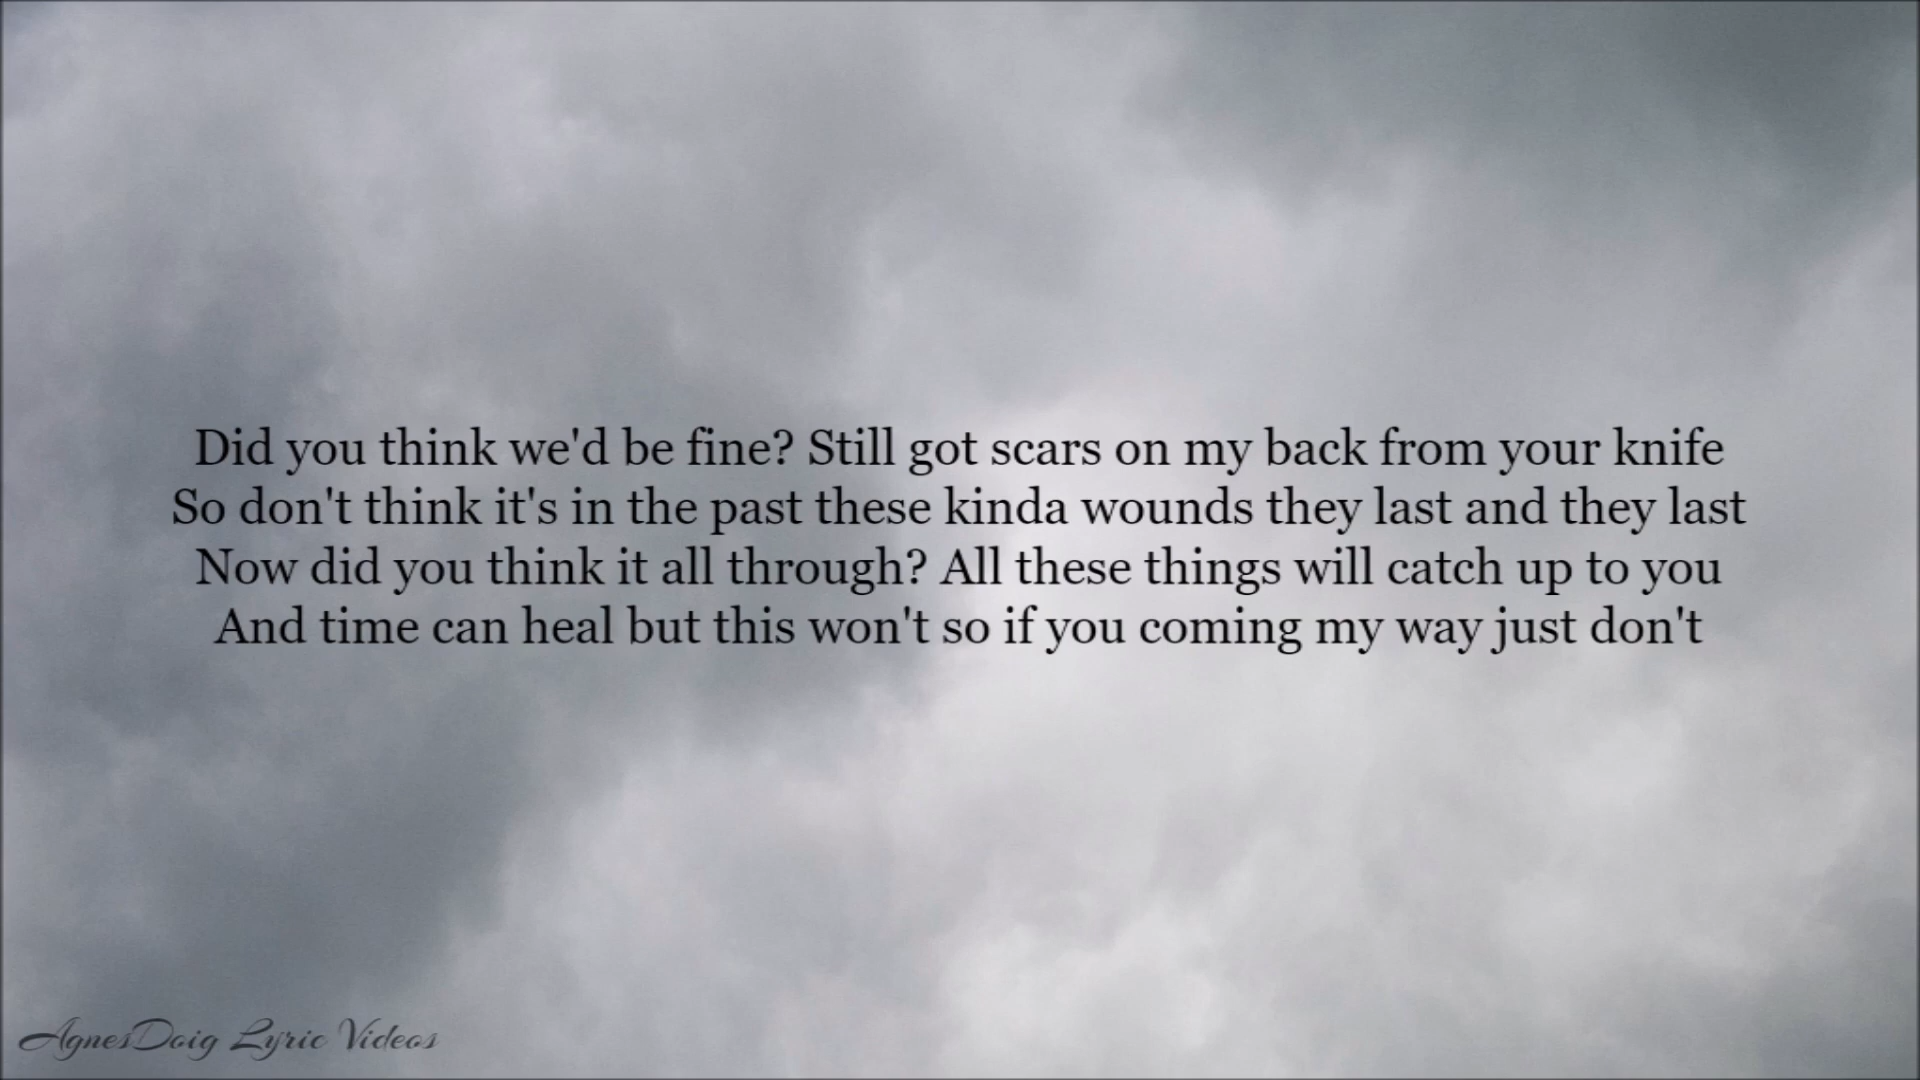 Did you think we'd be fine? Still got scars on my back from your knife
So don't think it's in the past these kinda wounds they last and they last
Now did you think it all through? All these things will catch up to you
And time can heal but this won't so if you coming my way just don't
AgnesDoig Lyric Videos